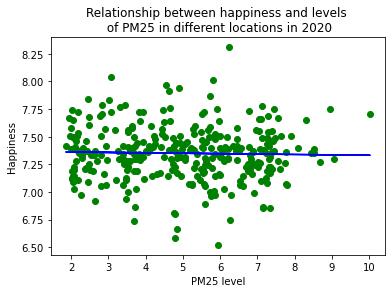 Relationship between happiness and levels
of PM25 in different locations in 2020
8.25
8.00
7.75
7.50
7.25
7.00
6.75
6.50
Happiness
2 3 4 5 6 7 8 9 10
PM25 level